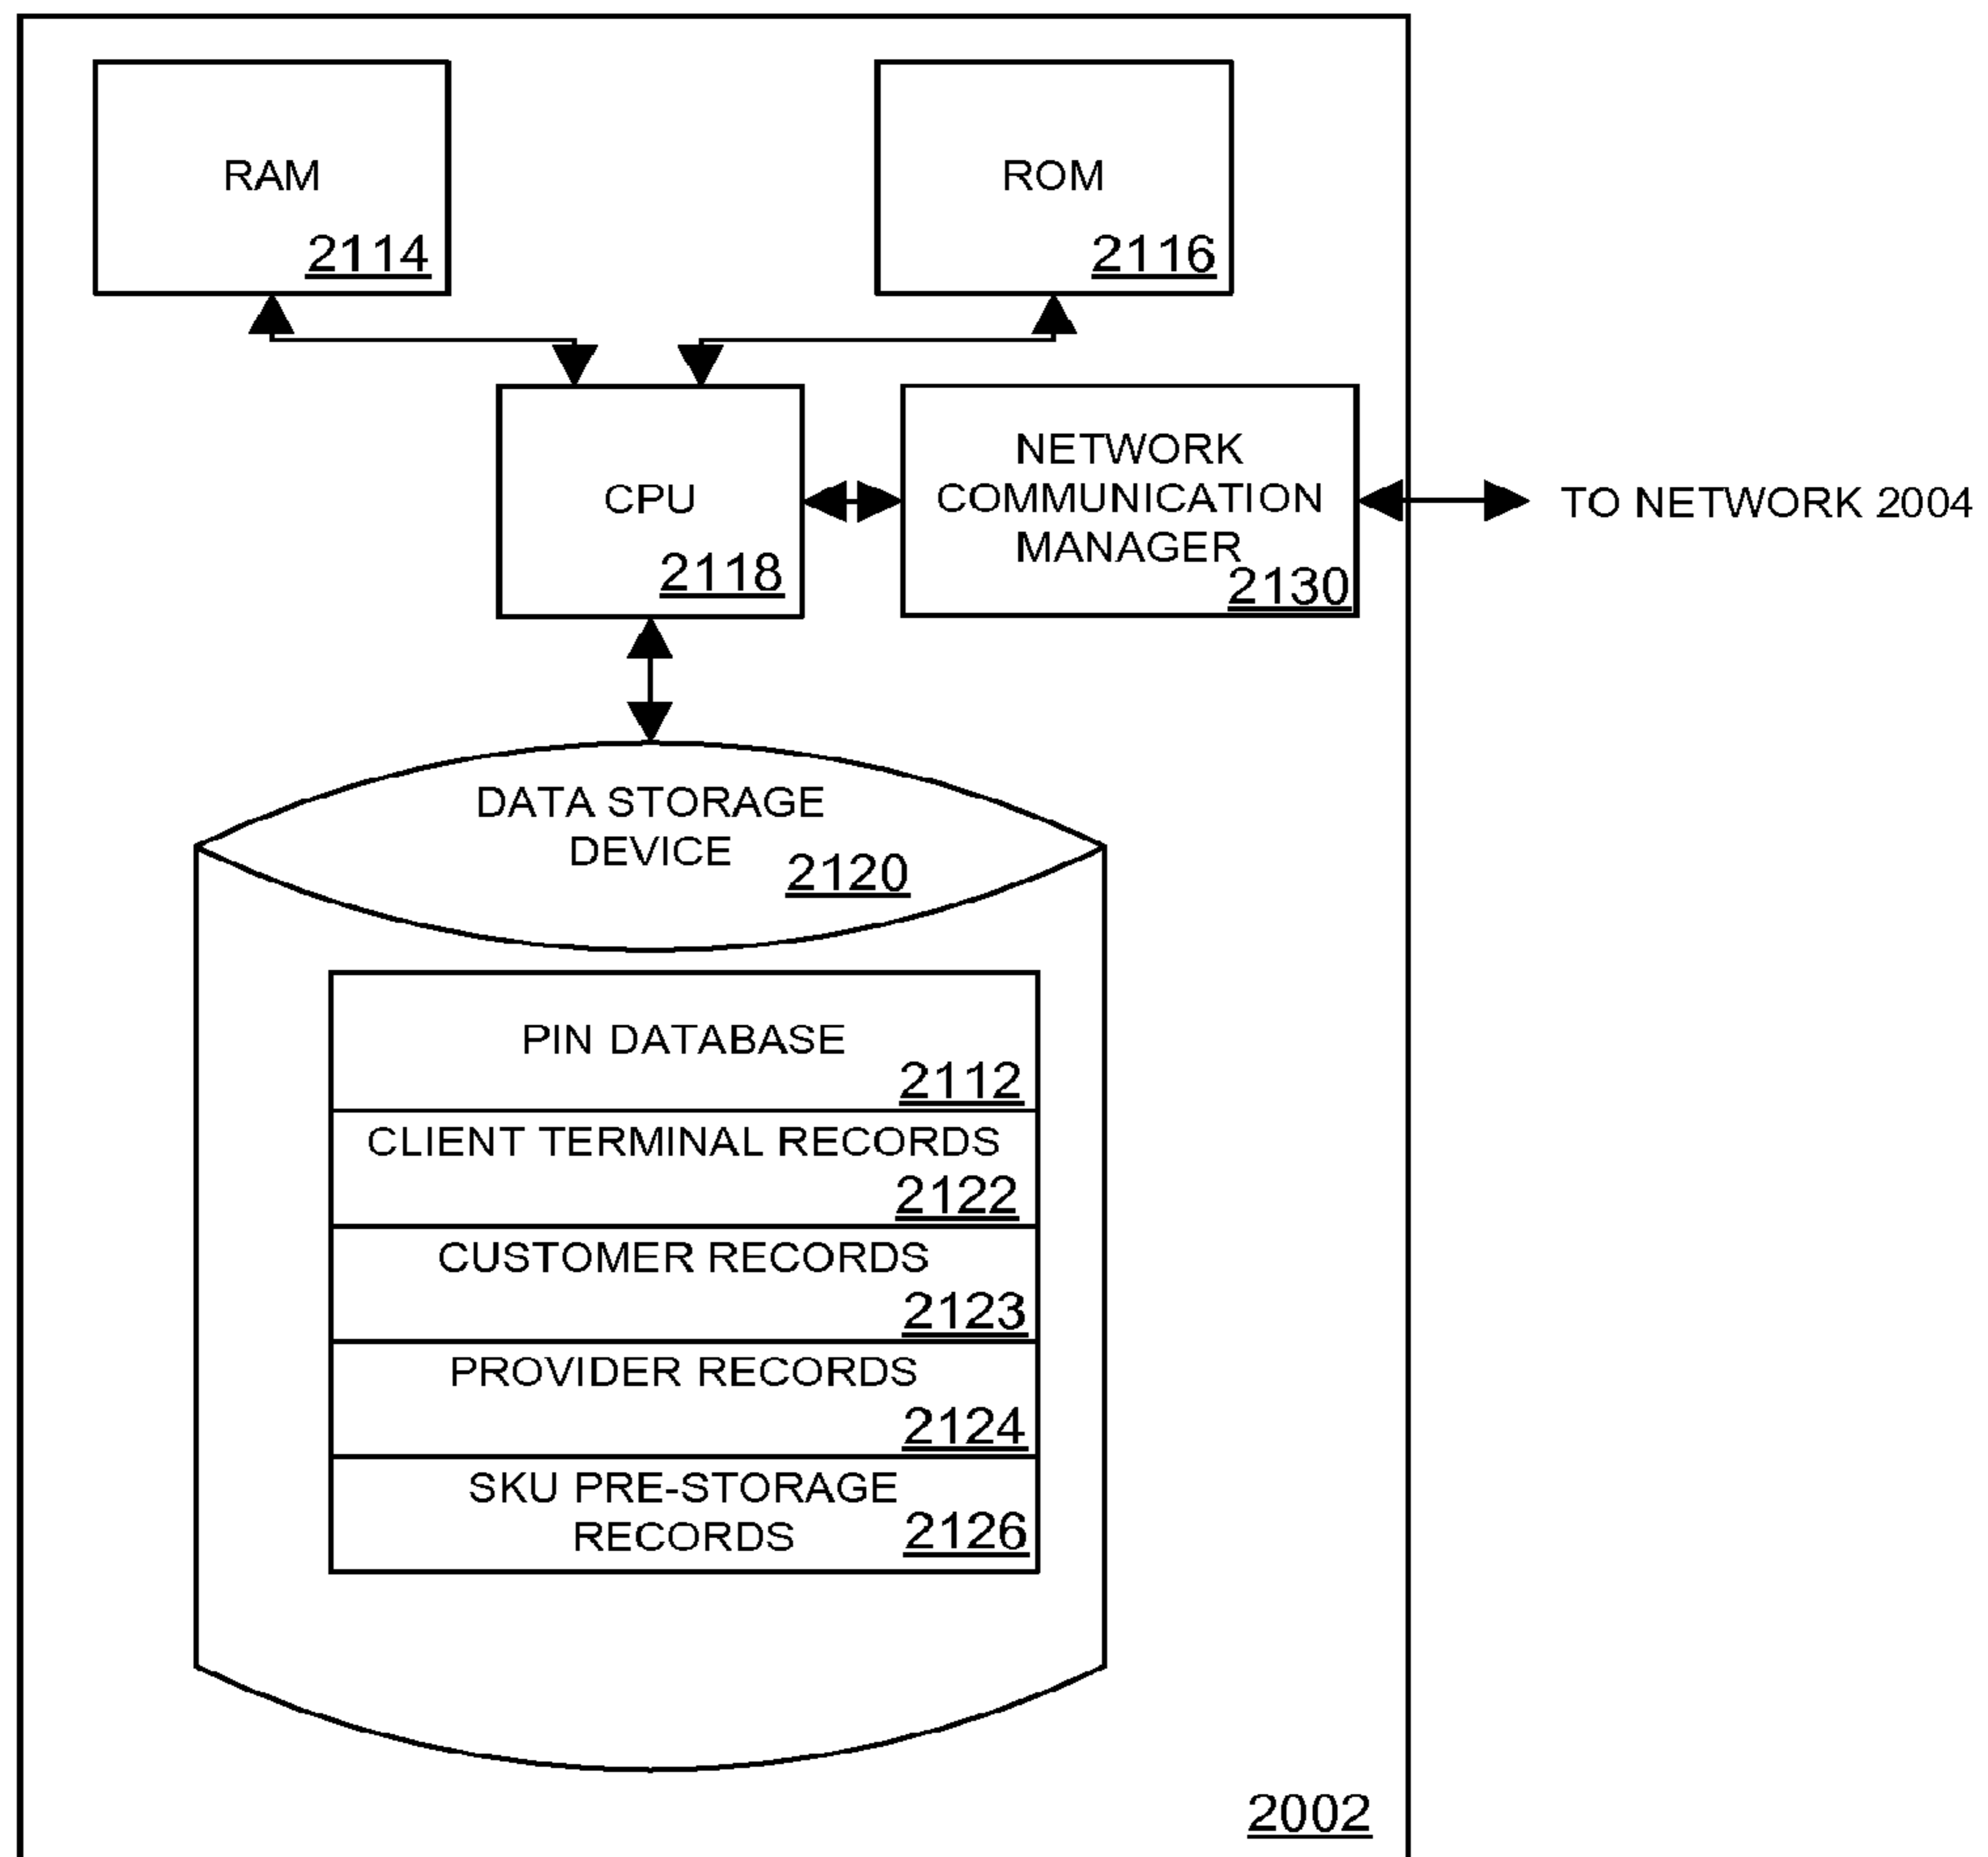 RAM
2114
ROM
2116
CPU
2118
NETWORK
COMMUNICATION
MANAGER
2130
TO NETWORK 2004
DATA STORAGE
DEVICE
2120
PIN DATABASE
2112
CLIENT TERMINAL RECORDS
2122
CUSTOMER RECORDS
2123
PROVIDER RECORDS
2124
SKU PRE-STORAGE
RECORDS
2126
2002